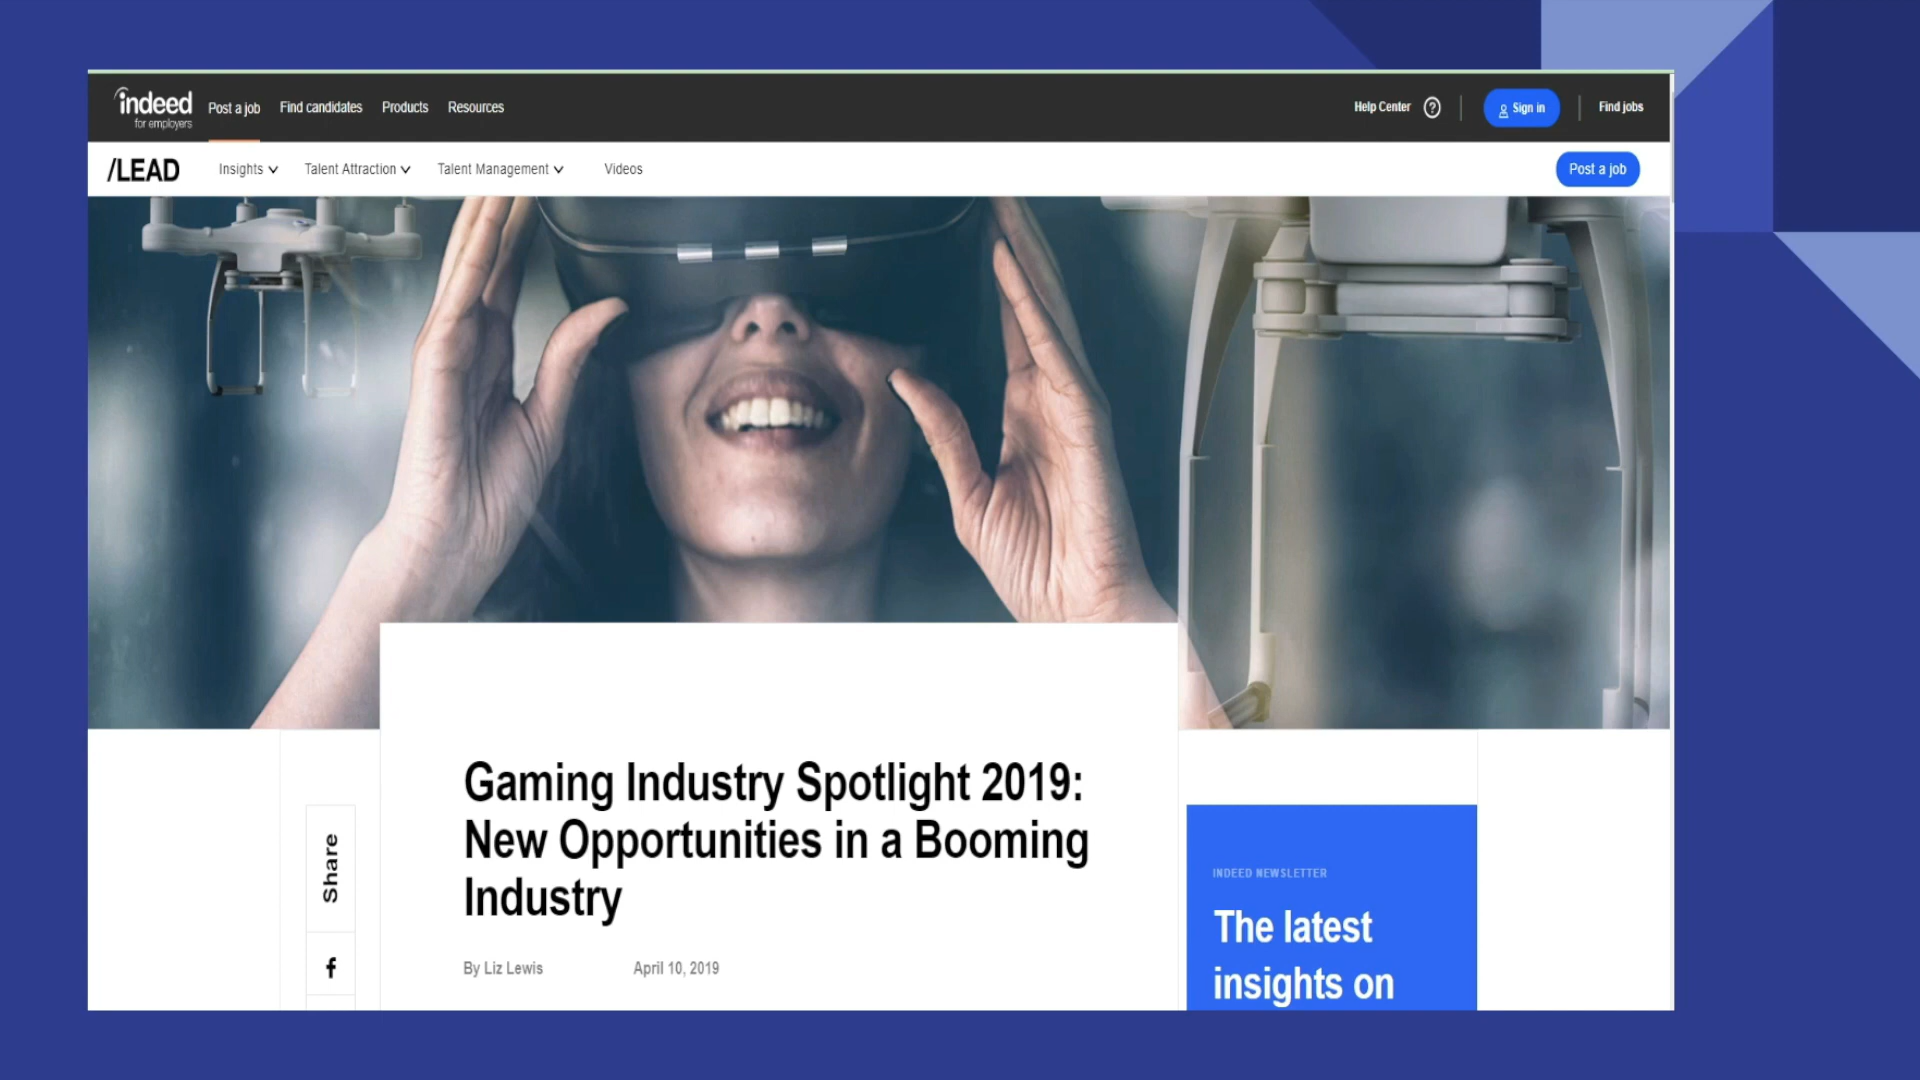 indeed
for employers
Post a job
Find candidates
Products
Resources
Help Center
?
Sign in
Find jobs
/LEAD
Insights
Talent Attraction
Talent Management
Videos
Post a job
Gaming Industry Spotlight 2019:
New Opportunities in a Booming
Industry
By Liz Lewis
April 10, 2019
Share
f
INDEED NEWSLETTER
The latest
insights on